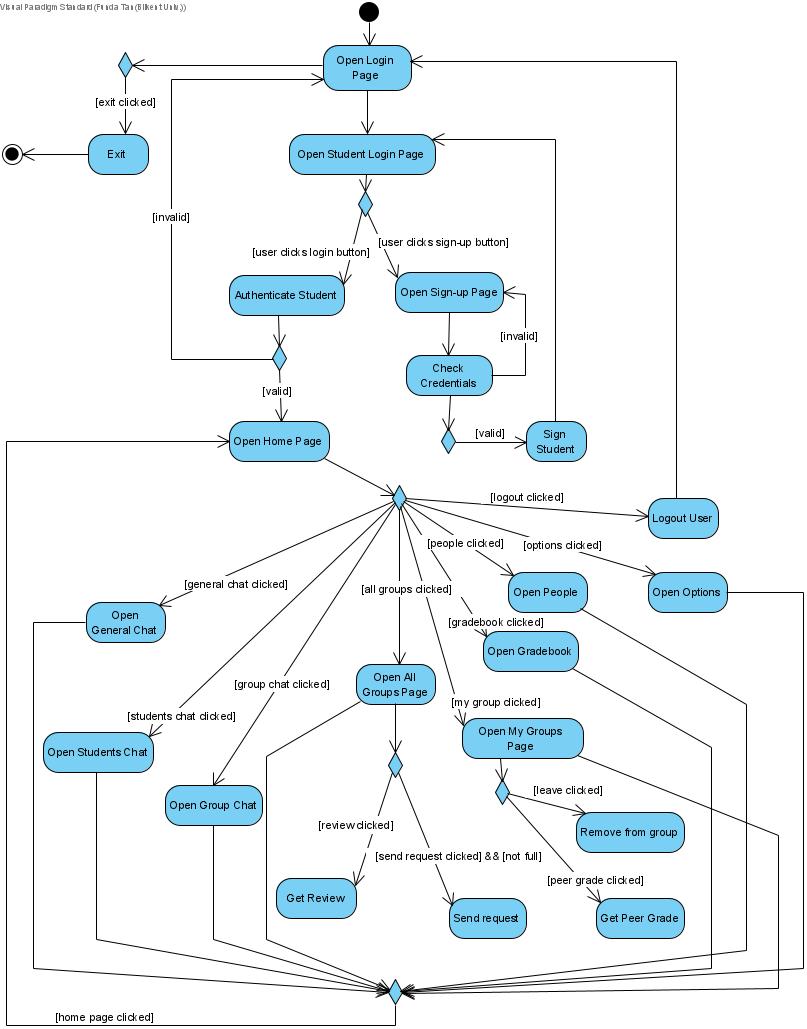 Visual Paradigm Standard (Funda Tan (Bilkent Univ.))
Open Login
Page
[exit clicked]
Exit
Open Student Login Page
[invalid]
[user clicks login button]
[user clicks sign-up button]
Authenticate Student
Open Sign-up Page
[invalid]
Check
Credentials
[valid]
[valid]
Sign
Student
Open Home Page
[logout clicked]
Logout User
[people clicked]
[options clicked]
[general chat clicked]
[all groups clicked]
Open People
Open Options
Open
General Chat
[gradebook clicked]
Open Gradebook
[group chat clicked]
Open All
Groups Page
[my group clicked]
[students chat clicked]
Open My Groups
Page
Open Students Chat
[leave clicked]
Open Group Chat
[review clicked]
Remove from group
[send request clicked] && [not full]
[peer grade clicked]
Get Review
Send request
Get Peer Grade
[home page clicked]